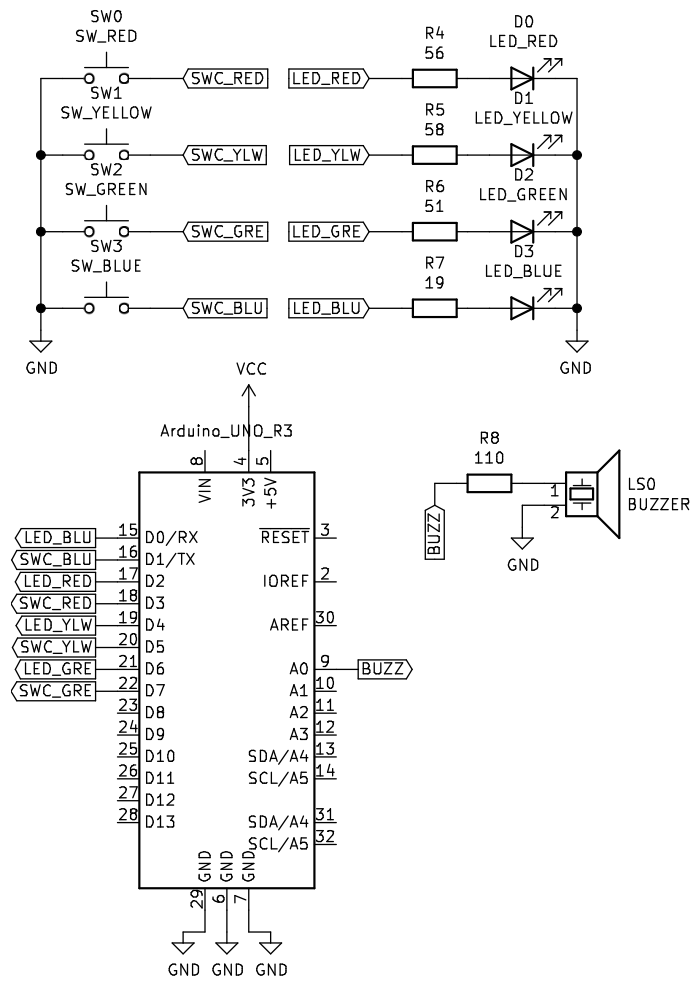 SW0
SW_RED
SWC_RED
LED_RED
R4
56
D0
LED_RED
SW1
SW_YELLOW
SWC_YLW
LED_YLW
R5
58
D1
LED_YELLOW
SW2
SW_GREEN
SWC_GRE
LED_GRE
R6
51
D2
LED_GREEN
SW3
SW_BLUE
SWC_BLU
LED_BLU
R7
19
D3
LED_BLUE
GND
GND
VCC
Arduino_UNO_R3
8
4
5
VIN
3V3
+5V
LED_BLU 15 D0/RX
SWC_BLU 16 D1/TX
LED_RED 17 D2
SWC_RED 18 D3
LED_YLW 19 D4
SWC_YLW 20 D5
LED_GRE 21 D6
SWC_GRE 22 D7
23 D8
24 D9
25 D10
26 D11
27 D12
28 D13
RESET 3
IOREF 2
AREF 30
A0 9 BUZZ
A1 10
A2 11
A3 12
SDA/A4 13
SCL/A5 14
SDA/A4 31
SCL/A5 32
GND
GND
GND
29
6
7
GND
GND
GND
R8
110
BUZZ
1
2
GND
LS0
BUZZER